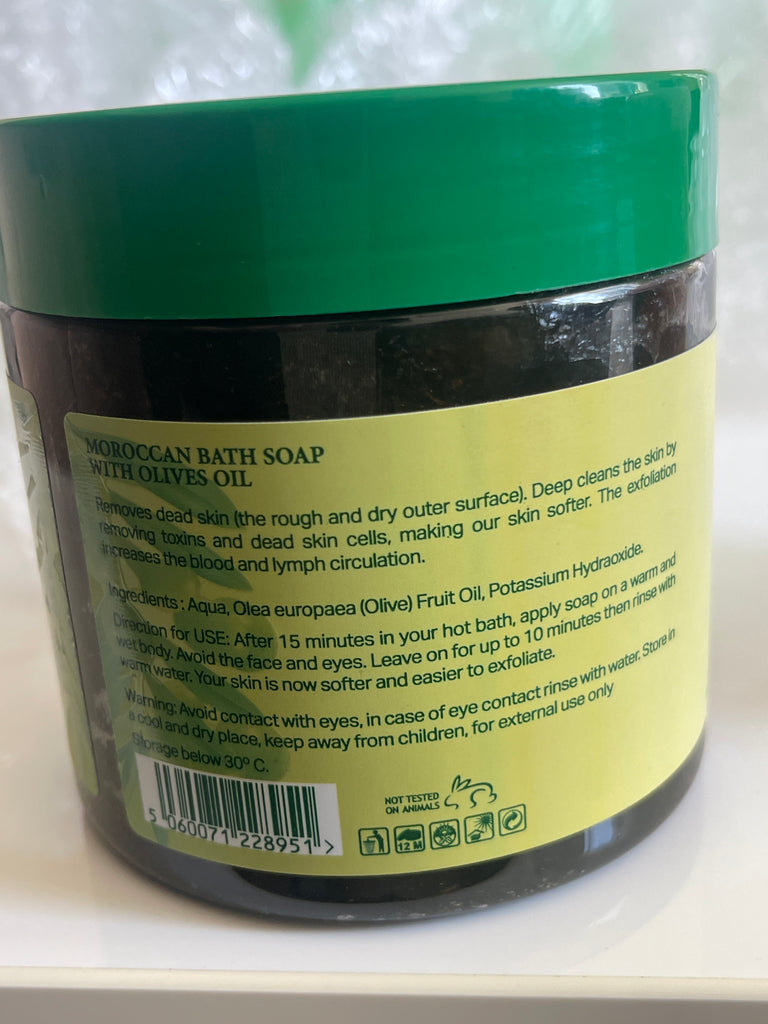 MOROCCAN BATH SOAP
WITH OLIVES OIL
Removes dead skin (the rough and dry outer surface). Deep cleans the skin by
removing toxins and dead skin cells, making our skin softer. The exfoliation
increases the blood and lymph circulation.
Ingredients : Aqua, Olea europaea (Olive) Fruit Oil, Potassium Hydraoxide.
Direction for USE: After 15 minutes in your hot bath, apply soap on a warm and
wet body. Avoid the face and eyes. Leave on for up to 10 minutes then rinse with
warm water. Your skin is now softer and easier to exfoliate.
Warning: Avoid contact with eyes, in case of eye contact rinse with water. Store in
a cool and dry place, keep away from children, for external use only
Storage below 30° C.
NOT TESTED
ON ANIMALS
12 M
5 060071 228951 >